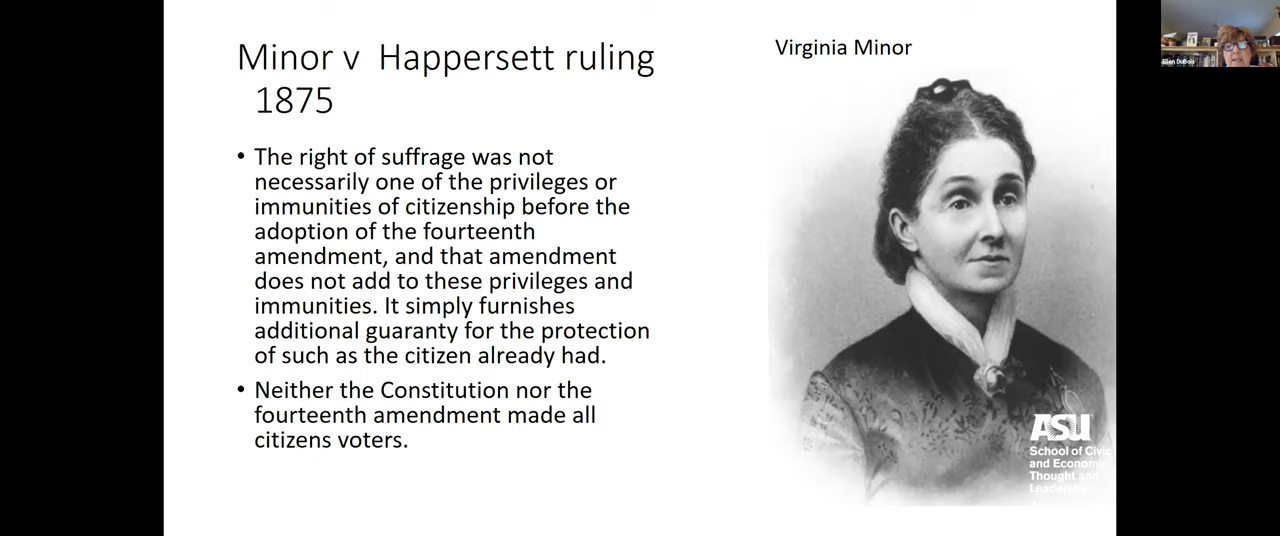 Minor v Happersett ruling
1875
Virginia Minor
• The right of suffrage was not
necessarily one of the privileges or
immunities of citizenship before the
adoption of the fourteenth
amendment, and that amendment
does not add to these privileges and
immunities. It simply furnishes
additional guaranty for the protection
of such as the citizen already had.
• Neither the Constitution nor the
fourteenth amendment made all
citizens voters.
ASU
School of Civic
and Economic
Thought and
Leadership
Ellen DuBois